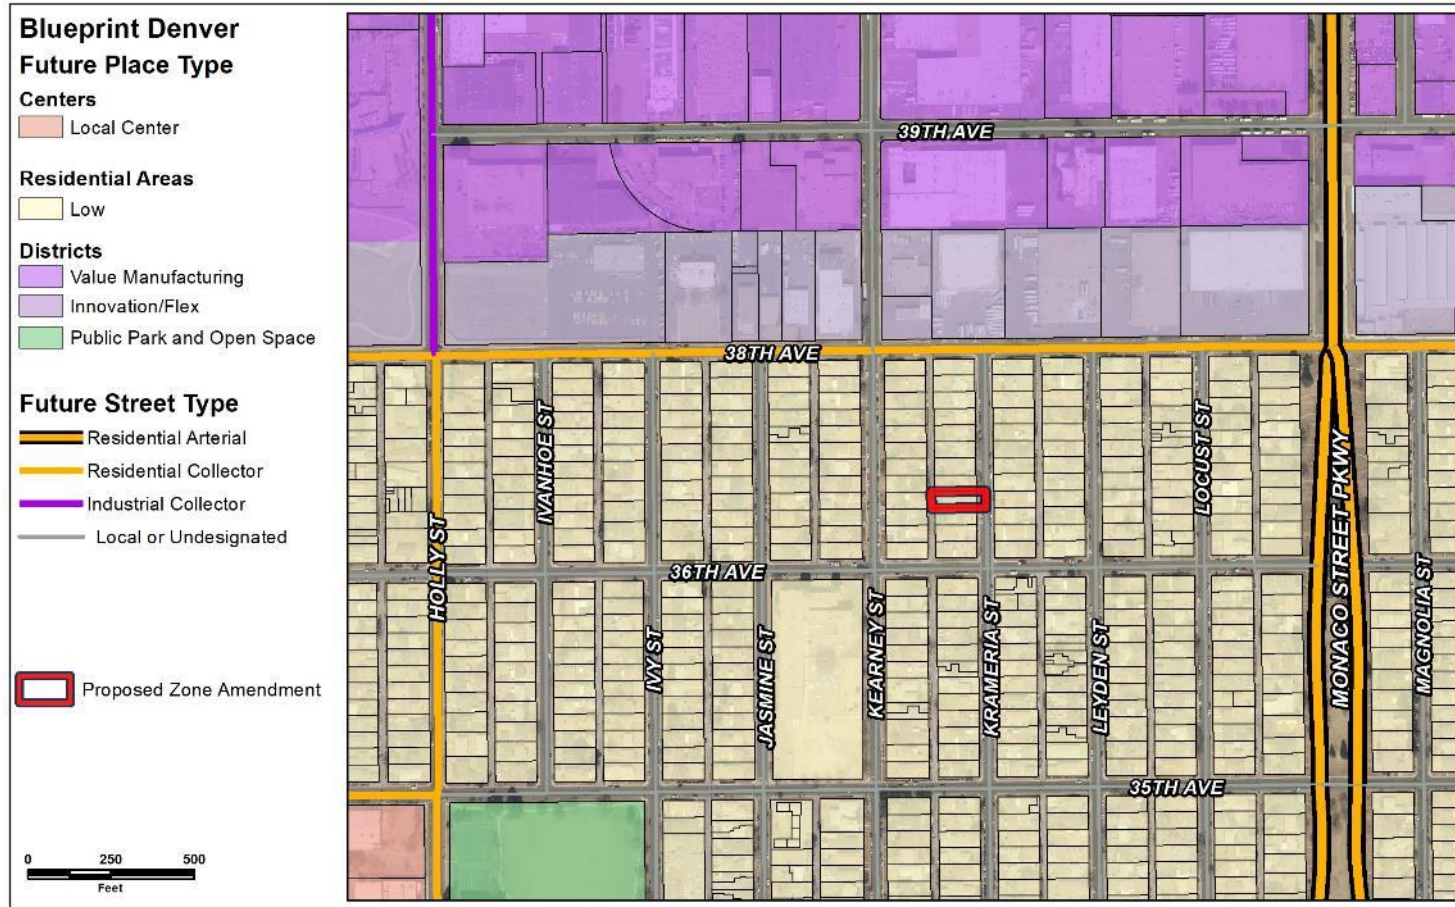 Blueprint Denver
Future Place Type
Centers
Local Center
Residential Areas
Low
Districts
Value Manufacturing
Innovation/Flex
Public Park and Open Space
Future Street Type
Residential Arterial
Residential Collector
Industrial Collector
Local or Undesignated
Proposed Zone Amendment
0 250 500
Feet
39TH AVE
38TH AVE
IVANHOE ST
LOCUST ST
HOLLY ST
36TH AVE
IVY ST
JASMINE ST
KEARNEY ST
KRAMERIA ST
LEYDEN ST
MONACO STREET PKWY
MAGNOLIA ST
35TH AVE